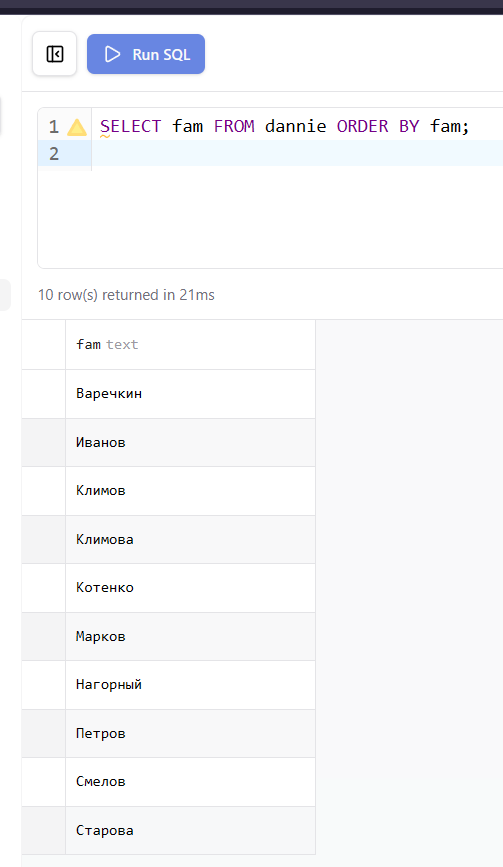 Run SQL
1 SELECT fam FROM dannie ORDER BY fam;
2
10 row(s) returned in 21ms
fam text
Варечкин
Иванов
Климов
Климова
Котенко
Марков
Нагорный
Петров
Смелов
Старова